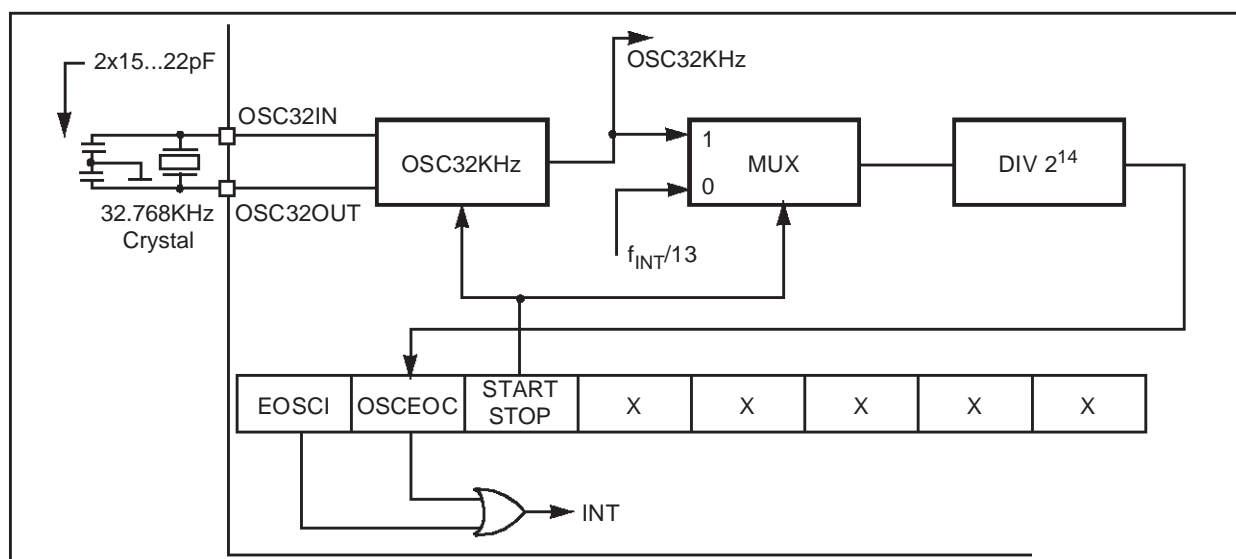 2x15...22pF
OSC32KHz
OSC32IN
OSC32KHz
1
MUX
0
DIV 2¹⁴
OSC32OUT
32.768KHz
Crystal
fINT/13
EOSCI
OSCEOC
START
STOP
X
X
X
X
X
INT